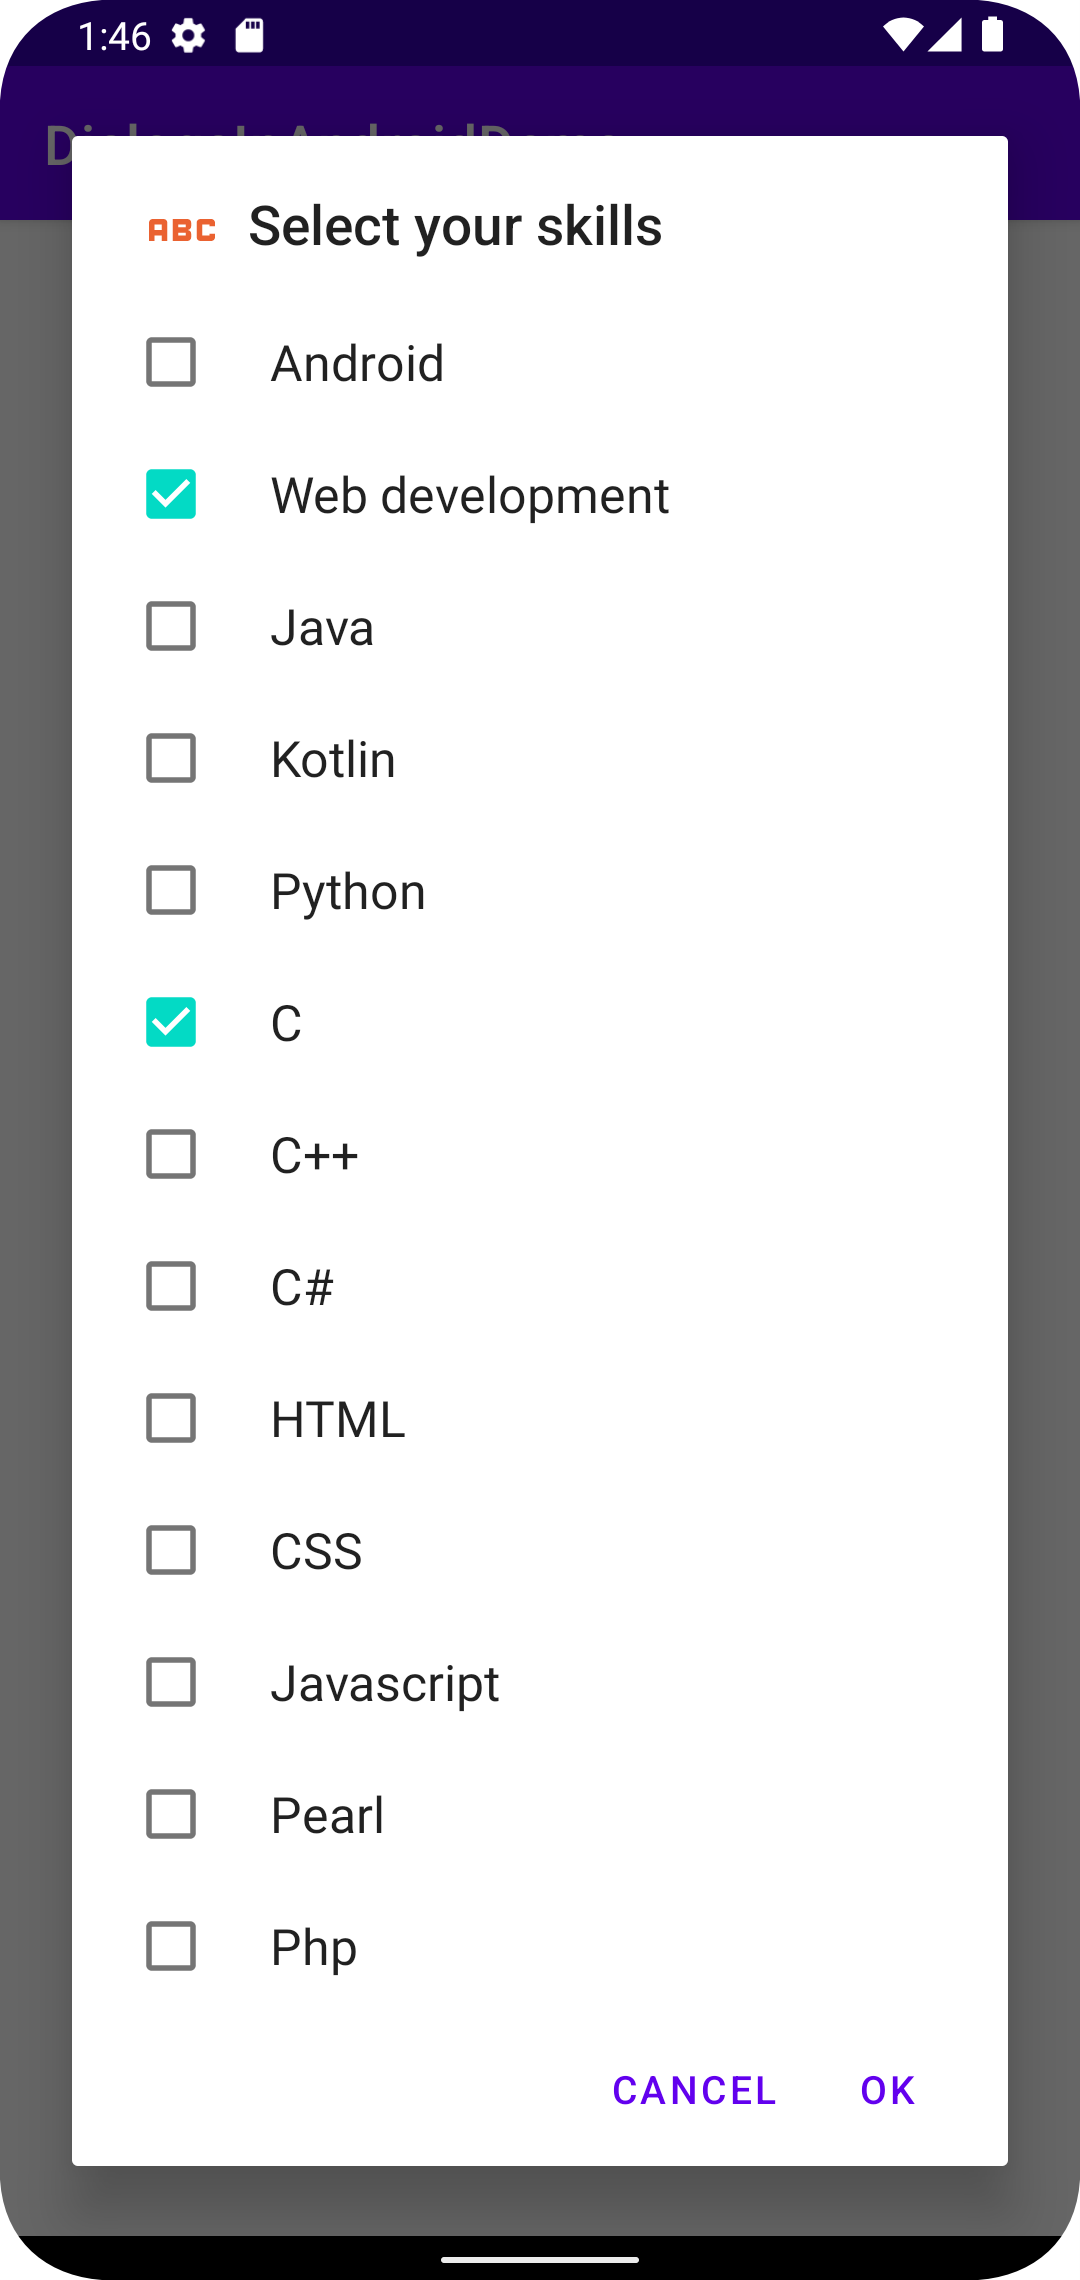 1:46
ABC Select your skills
Android
Web development
Java
Kotlin
Python
C
C++
C#
HTML
CSS
Javascript
Pearl
Php
CANCEL OK